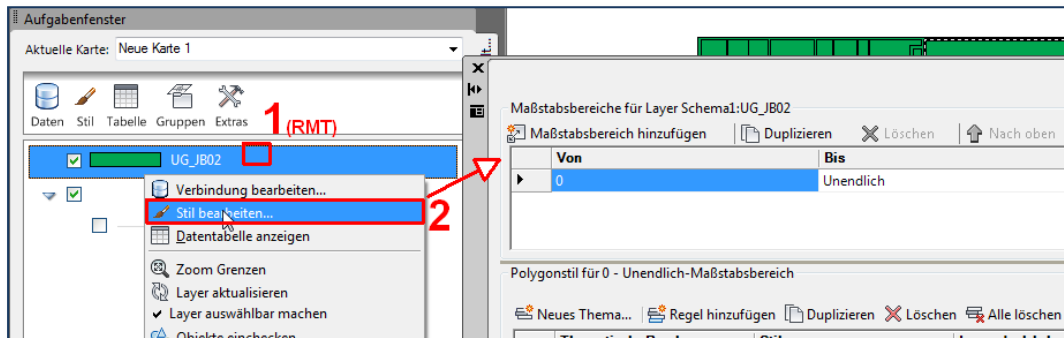 Aufgabenfenster
Aktuelle Karte: Neue Karte 1
Daten Stil Tabelle Gruppen Extras
1 (RMT)
UG_JB02
Verbindung bearbeiten...
Stil bearbeiten...
2
Datentabelle anzeigen
Zoom Grenzen
Layer aktualisieren
Layer auswählbar machen
Objekte einchecken
Maßstabsbereiche für Layer Schema1:UG_JB02
Maßstabsbereich hinzufügen Duplizieren Löschen Nach oben
Von Bis
0 Unendlich
Polygonstil für 0 - Unendlich-Maßstabsbereich
Neues Thema... Regel hinzufügen Duplizieren Löschen Alle löschen